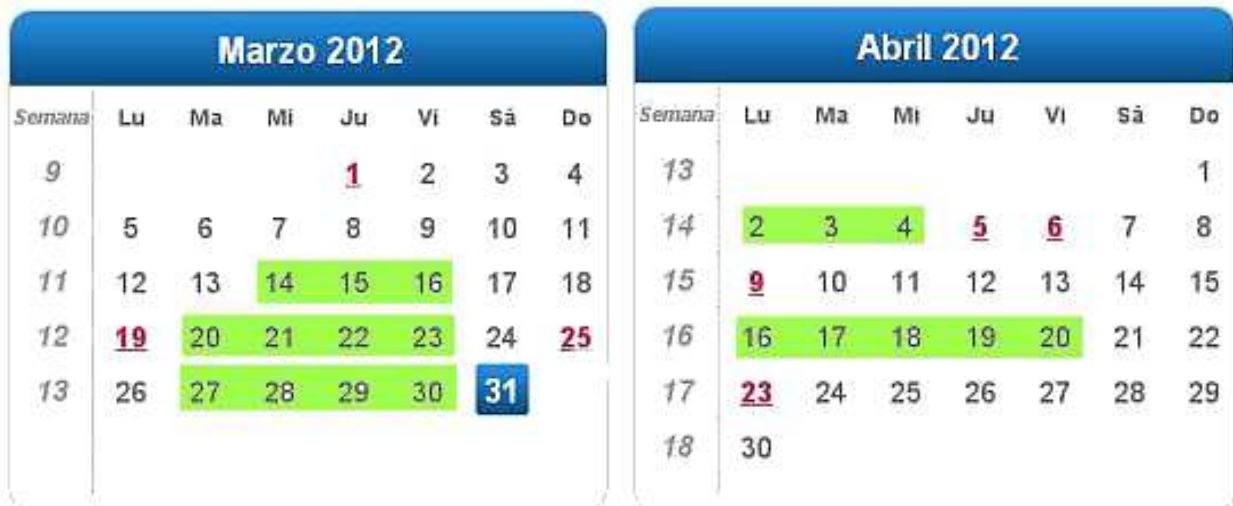 Marzo 2012
Semana Lu Ma Mi Ju Vi Sá Do
9 1 2 3 4
10 5 6 7 8 9 10 11
11 12 13 14 15 16 17 18
12 19 20 21 22 23 24 25
13 26 27 28 29 30 31
Abril 2012
Semana Lu Ma Mi Ju Vi Sá Do
13 1
14 2 3 4 5 6 7 8
15 9 10 11 12 13 14 15
16 16 17 18 19 20 21 22
17 23 24 25 26 27 28 29
18 30